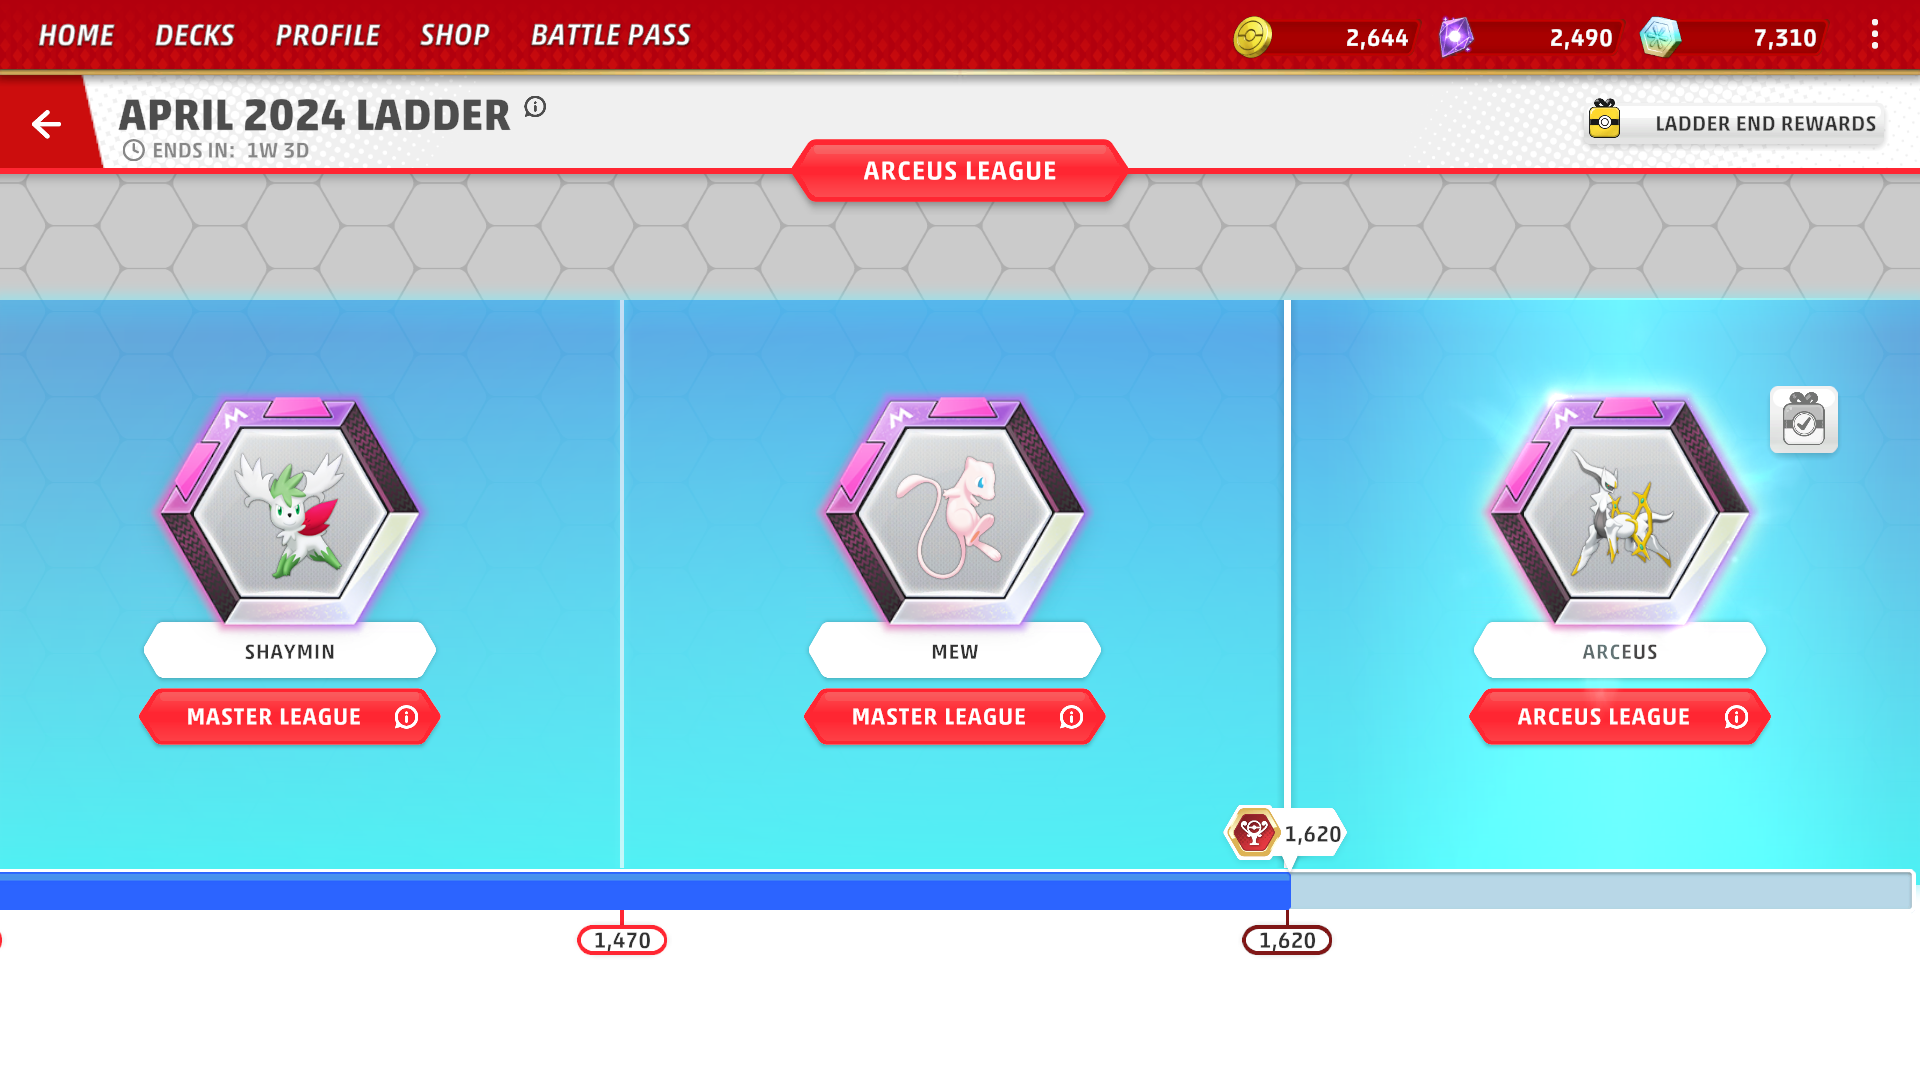 HOME DECKS PROFILE SHOP BATTLE PASS 2,644 2,490 7,310
APRIL 2024 LADDER
ENDS IN: 1W 3D
LADDER END REWARDS
ARCEUS LEAGUE
SHAYMIN
MASTER LEAGUE
MEW
MASTER LEAGUE
ARCEUS
ARCEUS LEAGUE
1,620
1,470
1,620